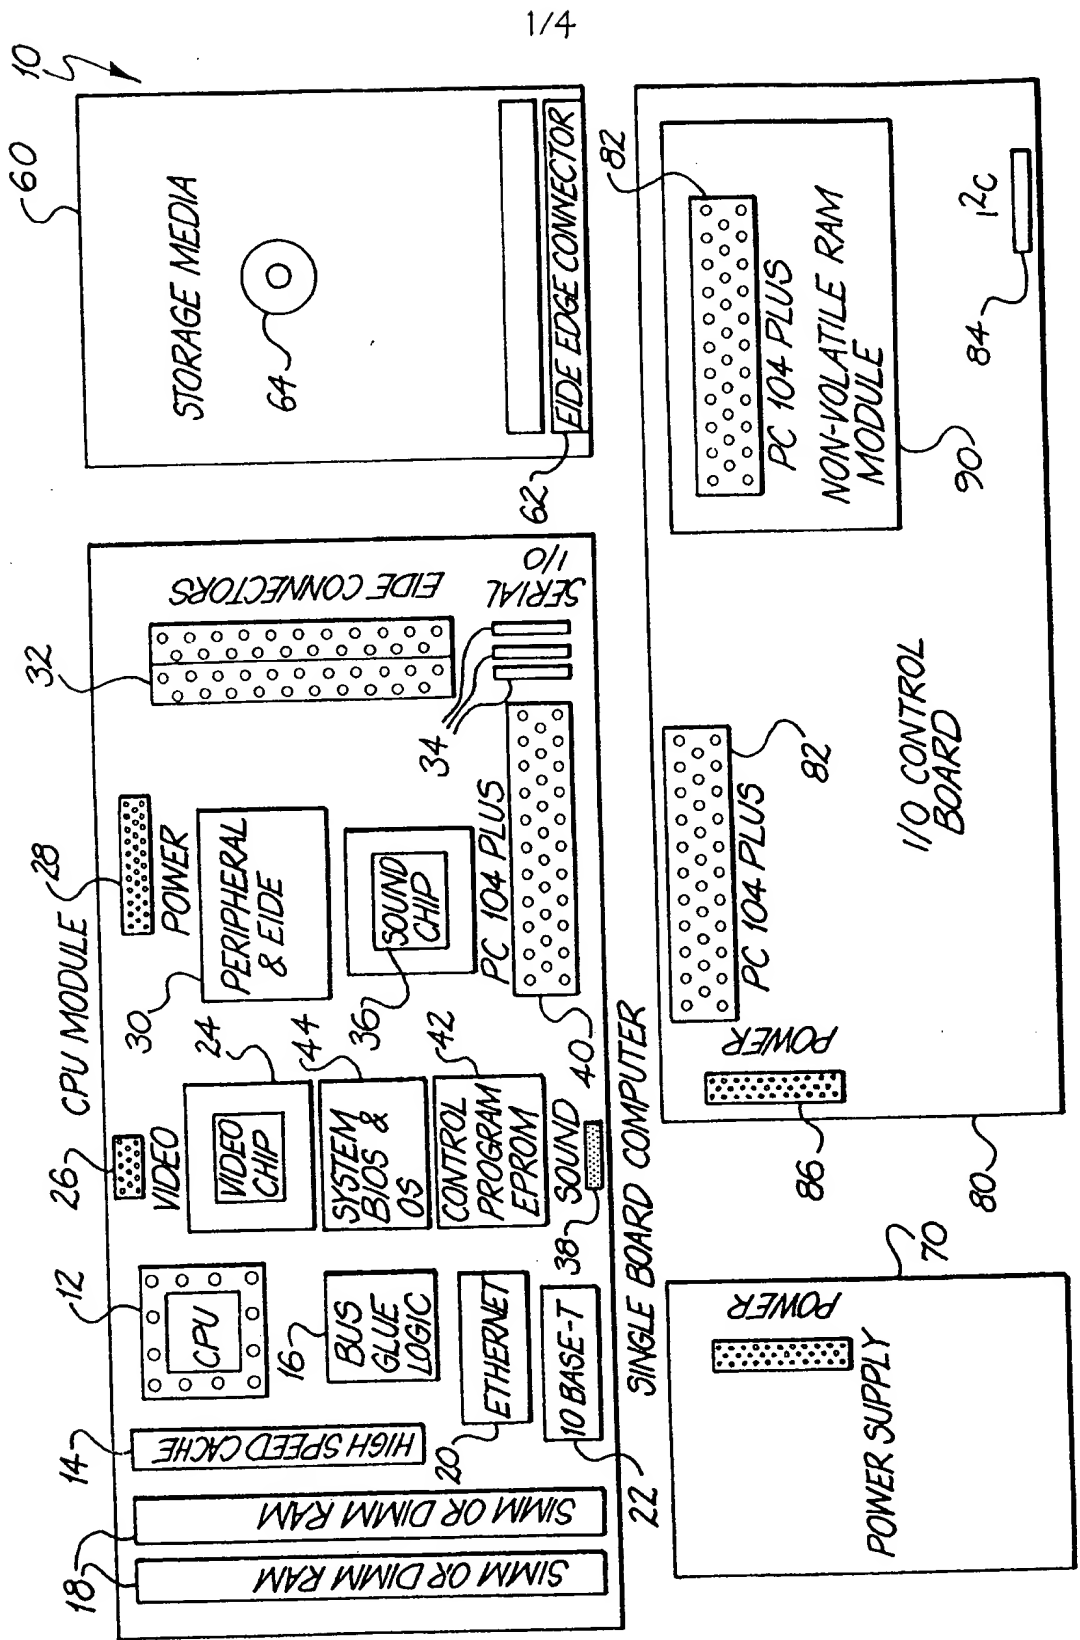 1/4
10
60
STORAGE MEDIA
64
EIDE EDGE CONNECTOR
62
CPU MODULE
18
SIMM OR DIMM RAM
SIMM OR DIMM RAM
14
HIGH SPEED CACHE
12
CPU
16
BUS
GLUE
LOGIC
20
ETHERNET
22
10 BASE-T
26
VIDEO
24
VIDEO
CHIP
44
SYSTEM
BIOS &
OS
42
CONTROL
PROGRAM
EPROM
SOUND
38
28
POWER
30
PERIPHERAL
& EIDE
36
SOUND
CHIP
PC 104 PLUS
40
32
EIDE CONNECTORS
34
SERIAL
I/O
SINGLE BOARD COMPUTER
70
POWER
POWER SUPPLY
80
86
POWER
PC 104 PLUS
82
I/O CONTROL
BOARD
82
PC 104 PLUS
NON-VOLATILE RAM
MODULE
90
84
I2C